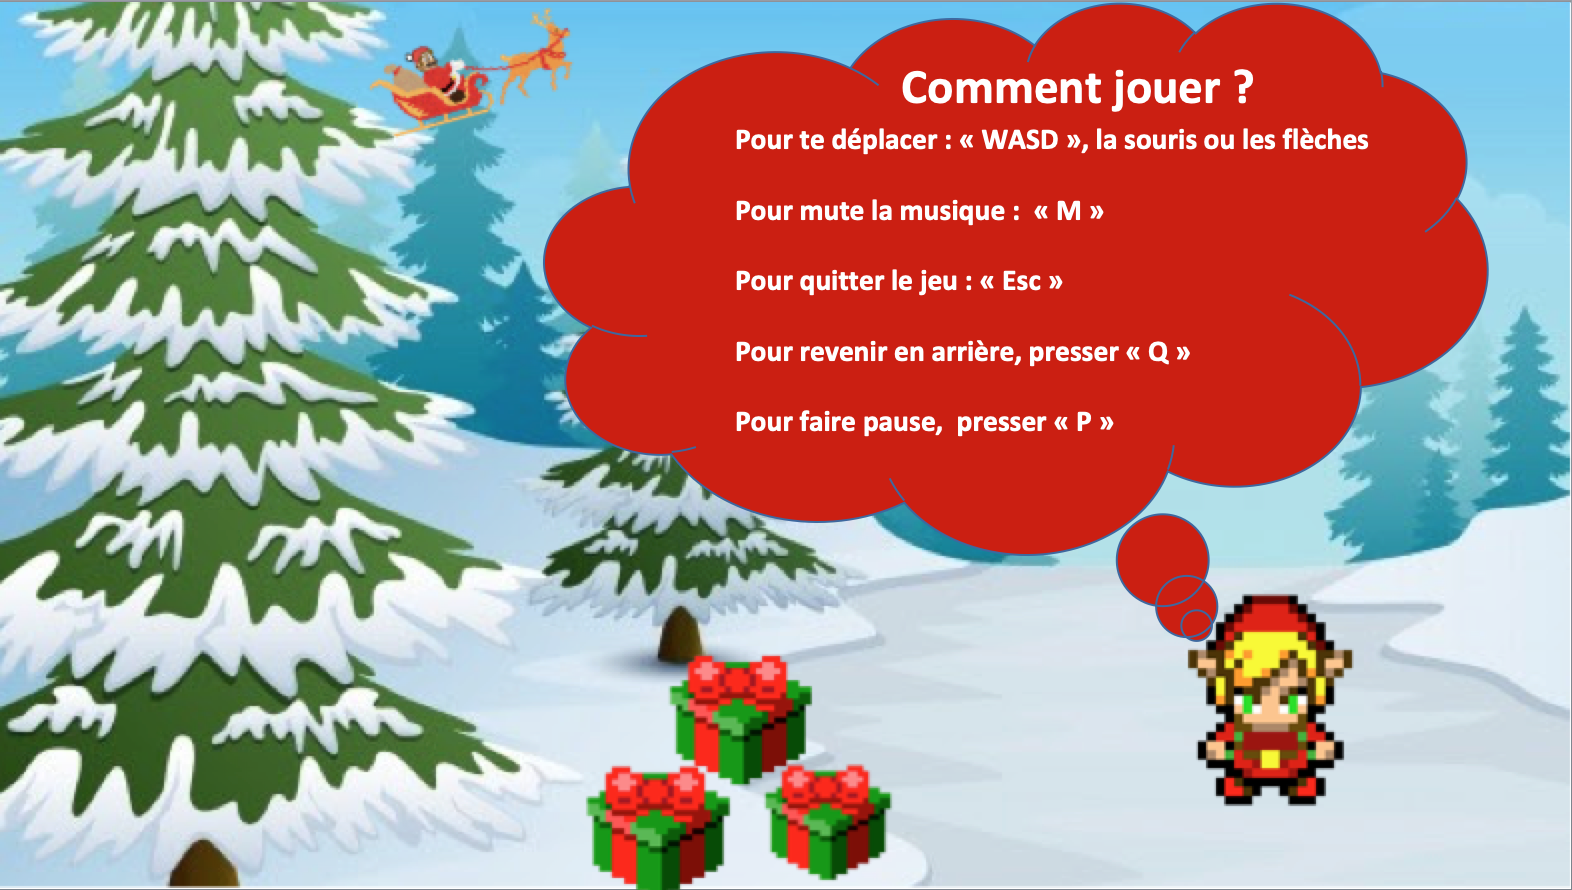 Comment jouer ?
Pour te déplacer : « WASD », la souris ou les flèches
Pour mute la musique :  « M »
Pour quitter le jeu : « Esc »
Pour revenir en arrière, presser « Q »
Pour faire pause,  presser « P »